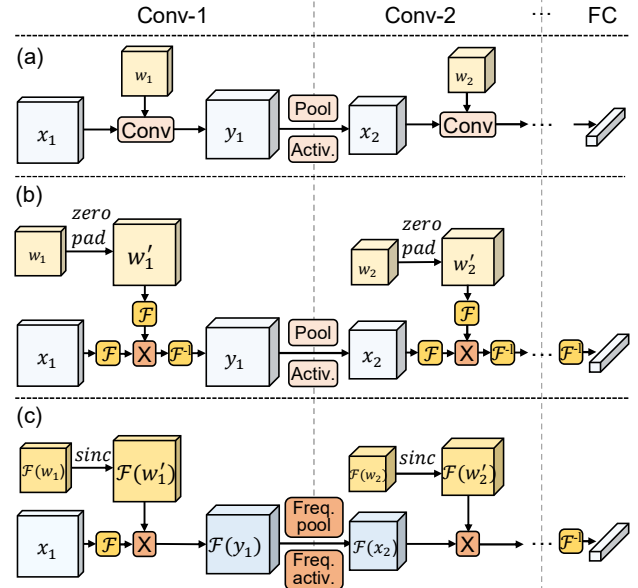 Conv-1 Conv-2 ··· FC
(a)
w₁ w₂
x₁ Conv y₁ Pool x₂ Conv ···
Activ.
(b)
zero
pad
w₁ w₁′
zero
pad
w₂ w₂′
ℱ ℱ
x₁ ℱ X ℱ⁻¹ y₁ Pool x₂ ℱ X ℱ⁻¹ ··· ℱ⁻¹
Activ.
(c)
ℱ(w₁) sinc ℱ(w₁′) ℱ(w₂) sinc ℱ(w₂′)
Freq.
pool
x₁ ℱ X ℱ(y₁) ℱ(x₂) X ··· ℱ⁻¹
Freq.
activ.